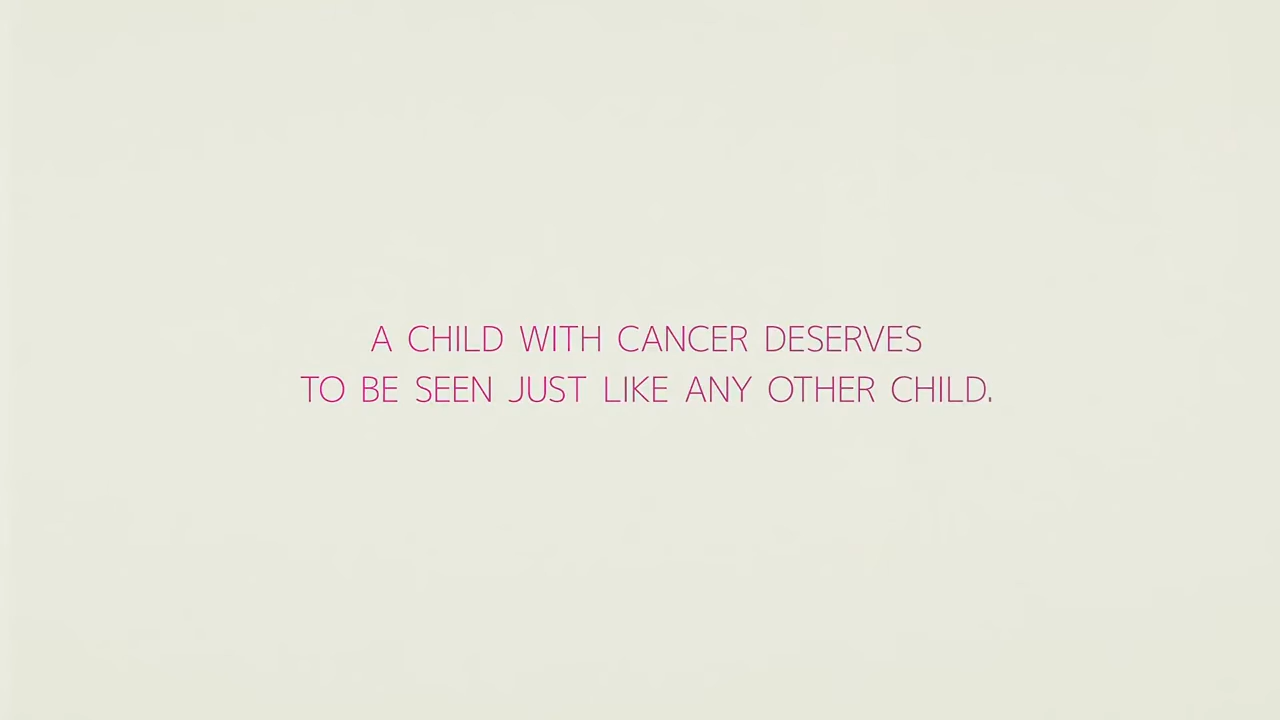 A CHILD WITH CANCER DESERVES
TO BE SEEN JUST LIKE ANY OTHER CHILD.